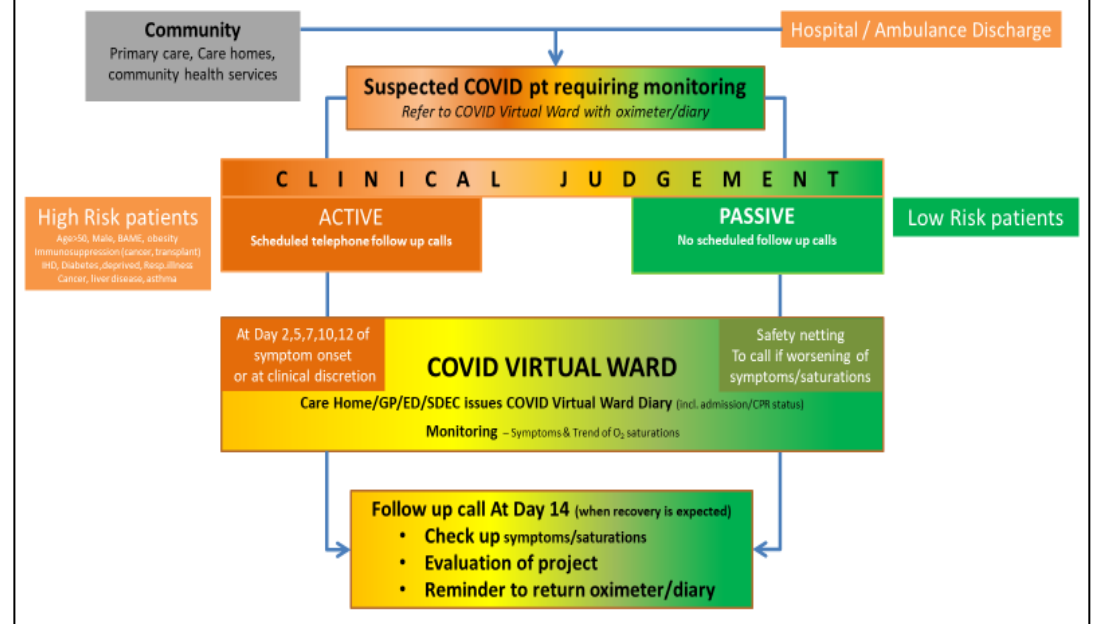 Community
Primary care, Care homes,
community health services
Hospital / Ambulance Discharge
Suspected COVID pt requiring monitoring
Refer to COVID Virtual Ward with oximeter/diary
CLINICAL JUDGEMENT
High Risk patients
Age>50, Male, BAME, obesity
Immunosuppression (cancer, transplant)
IHD, Diabetes,deprived, Resp.illness
Cancer, liver disease, asthma
ACTIVE
Scheduled telephone follow up calls
PASSIVE
No scheduled follow up calls
Low Risk patients
At Day 2,5,7,10,12 of
symptom onset
or at clinical discretion
COVID VIRTUAL WARD
Safety netting
To call if worsening of
symptoms/saturations
Care Home/GP/ED/SDEC issues COVID Virtual Ward Diary (incl. admission/CPR status)
Monitoring – Symptoms & Trend of O₂ saturations
Follow up call At Day 14 (when recovery is expected)
• Check up symptoms/saturations
• Evaluation of project
• Reminder to return oximeter/diary